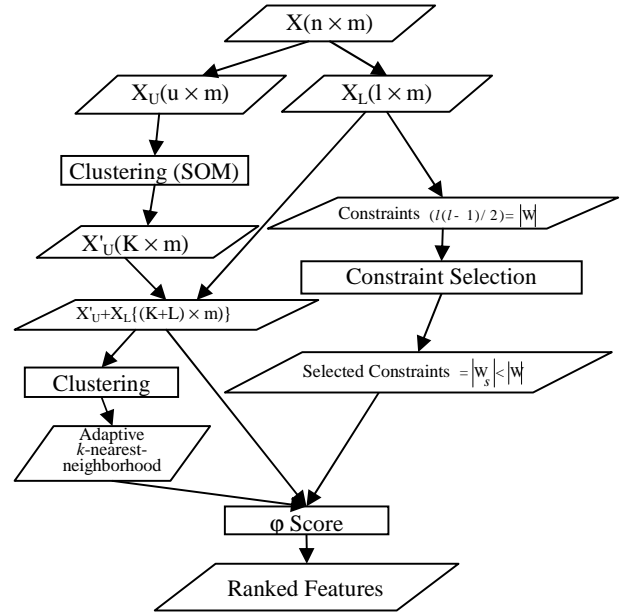 X(n × m)
X_U(u × m)
X_L(l × m)
Clustering (SOM)
Constraints (l(l - 1) / 2) = |W|
X'_U(K × m)
Constraint Selection
X'_U+X_L{(K+L) × m)}
Clustering
Selected Constraints = |W_s| < |W|
Adaptive
k-nearest-
neighborhood
φ Score
Ranked Features